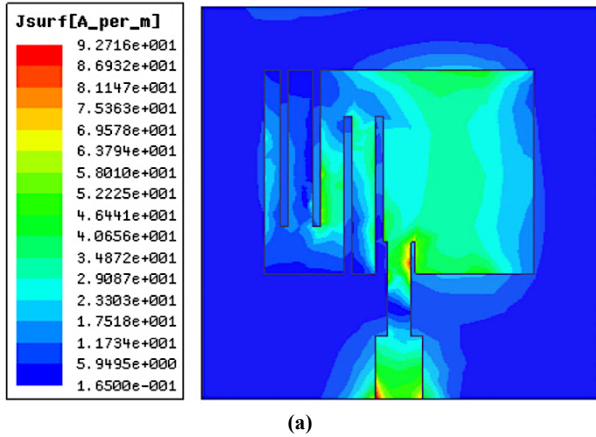 Jsurf[A_per_m]
9.2716e+001
8.6932e+001
8.1147e+001
7.5363e+001
6.9578e+001
6.3794e+001
5.8010e+001
5.2225e+001
4.6441e+001
4.0656e+001
3.4872e+001
2.9087e+001
2.3303e+001
1.7518e+001
1.1734e+001
5.9495e+000
1.6500e-001
(a)